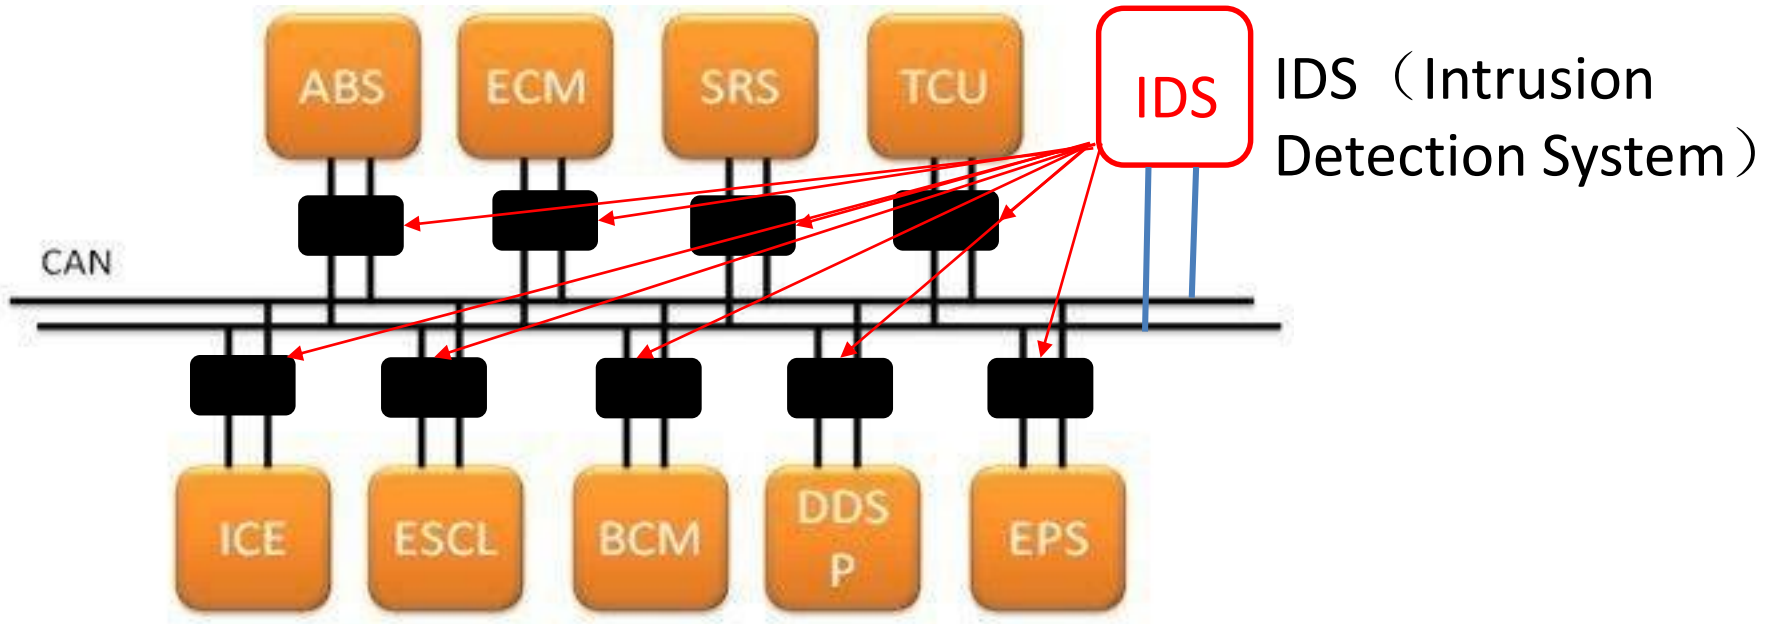 ABS
ECM
SRS
TCU
IDS
IDS（Intrusion
Detection System）
CAN
ICE
ESCL
BCM
DDS
P
EPS